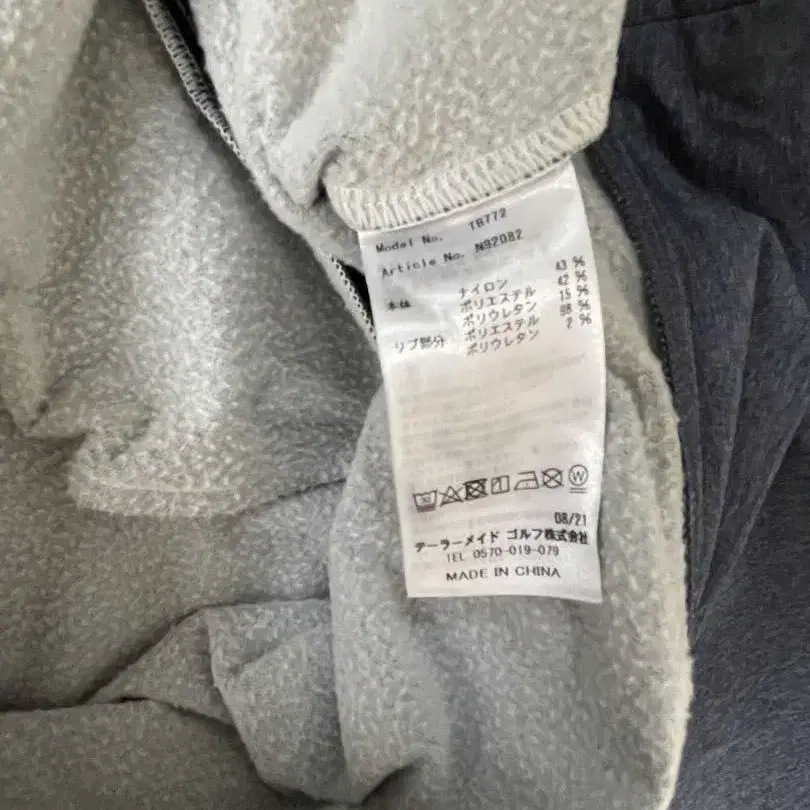 Model No. TB772
Article No. N92082
本体 ナイロン 43 %
ポリエステル 42 %
ポリウレタン 15 %
リブ部分 ポリエステル 98 %
ポリウレタン 2 %
08/21
テーラーメイド ゴルフ株式会社
TEL 0570-019-079
MADE IN CHINA